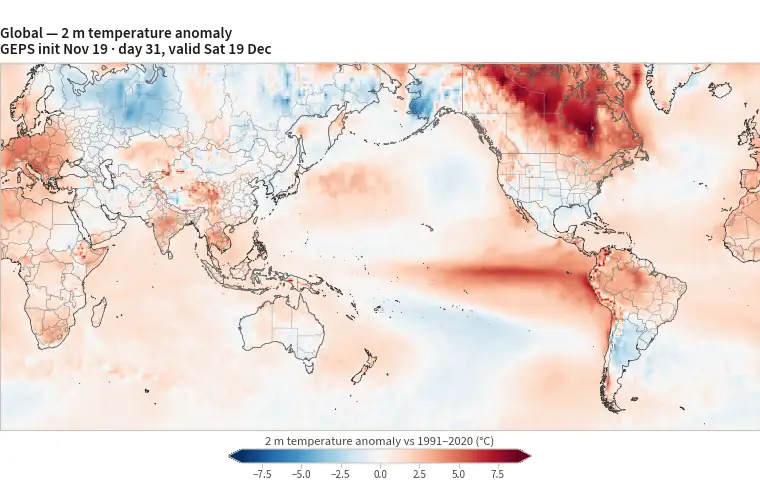 Global — 2 m temperature anomaly
GEPS init Nov 19 · day 31, valid Sat 19 Dec
2 m temperature anomaly vs 1991–2020 (°C)
−7.5 −5.0 −2.5 0.0 2.5 5.0 7.5